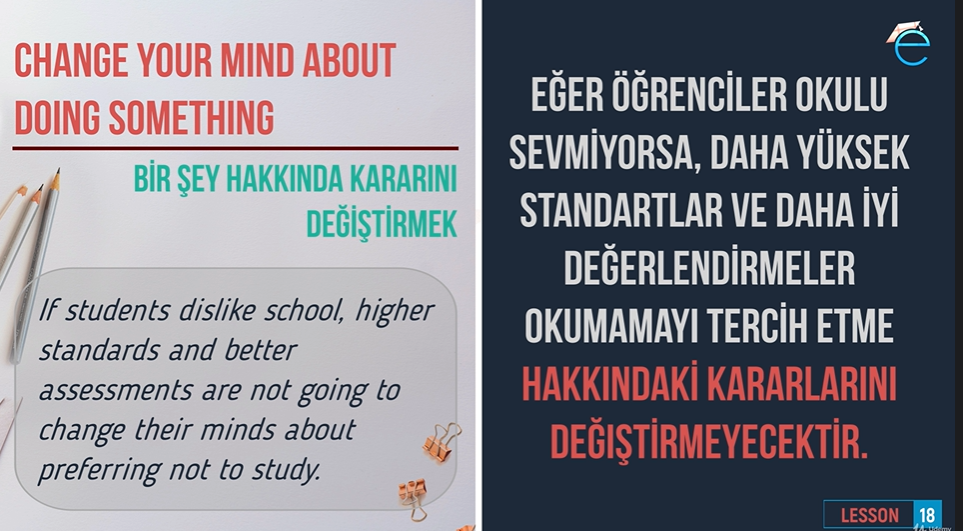 CHANGE YOUR MIND ABOUT
DOING SOMETHING
BİR ŞEY HAKKINDA KARARINI
DEĞİŞTİRMEK
If students dislike school, higher
standards and better
assessments are not going to
change their minds about
preferring not to study.
e
EĞER ÖĞRENCİLER OKULU
SEVMİYORSA, DAHA YÜKSEK
STANDARTLAR VE DAHA İYİ
DEĞERLENDİRMELER
OKUMAMAYI TERCİH ETME
HAKKINDAKİ KARARLARINI
DEĞIŞTİRMEYECEKTİR.
LESSON 18
Udemy